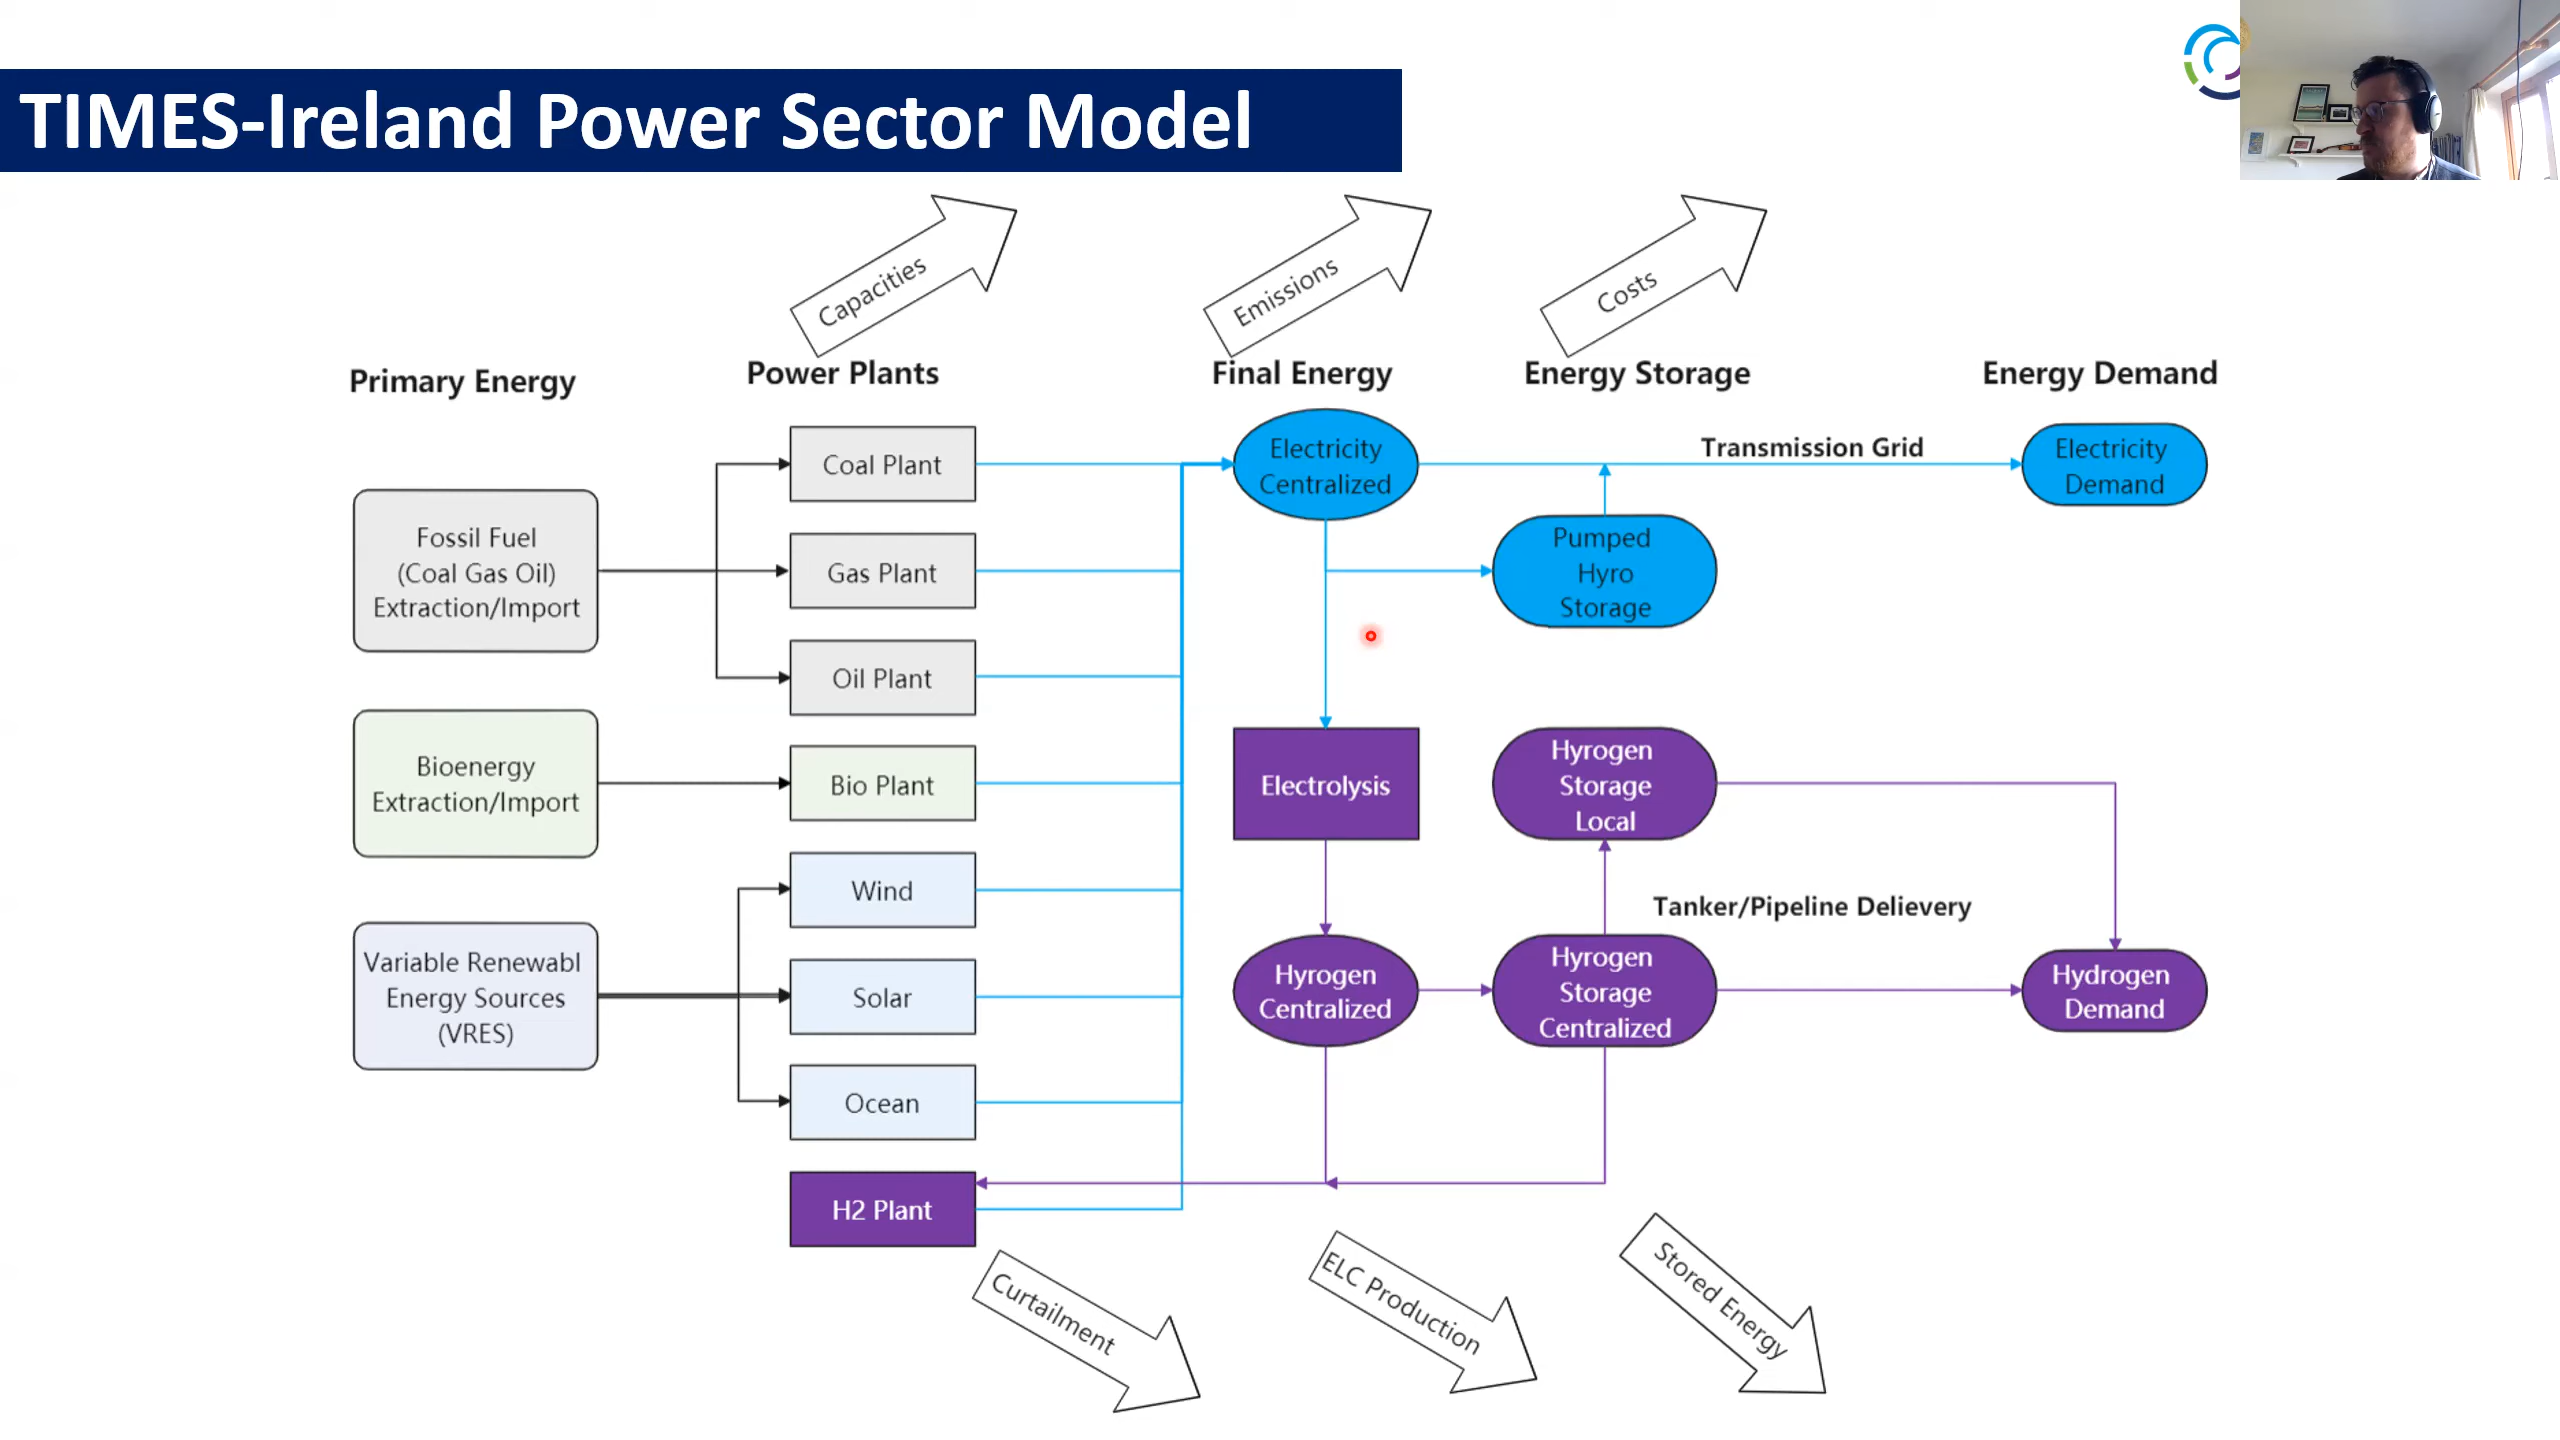 TIMES-Ireland Power Sector Model
Capacities
Emissions
Costs
Primary Energy
Power Plants
Final Energy
Energy Storage
Energy Demand
Fossil Fuel
(Coal Gas Oil)
Extraction/Import
Bioenergy
Extraction/Import
Variable Renewabl
Energy Sources
(VRES)
Coal Plant
Gas Plant
Oil Plant
Bio Plant
Wind
Solar
Ocean
H2 Plant
Electricity
Centralized
Electrolysis
Hyrogen
Centralized
Transmission Grid
Pumped
Hyro
Storage
Hyrogen
Storage
Local
Tanker/Pipeline Delievery
Hyrogen
Storage
Centralized
Electricity
Demand
Hydrogen
Demand
Curtailment
ELC Production
Stored Energy